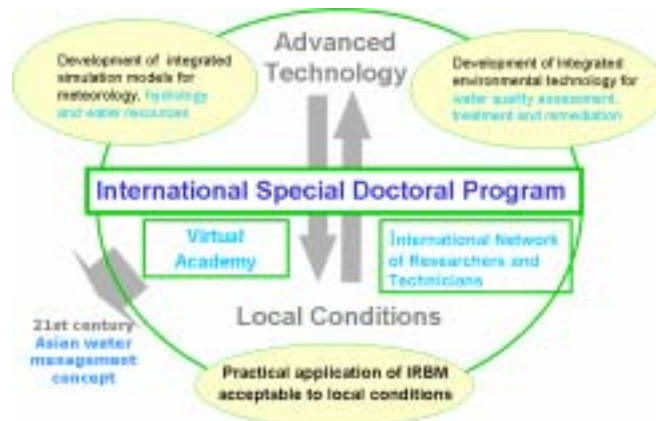 Development of integrated
simulation models for
meteorology, hydrology
and water resources
Advanced
Technology
Development of integrated
environmental technology for
water quality assessment,
treatment and remediation
International Special Doctoral Program
Virtual
Academy
International Network
of Researchers and
Technicians
21st century
Asian water
management
concept
Local Conditions
Practical application of IRBM
acceptable to local conditions